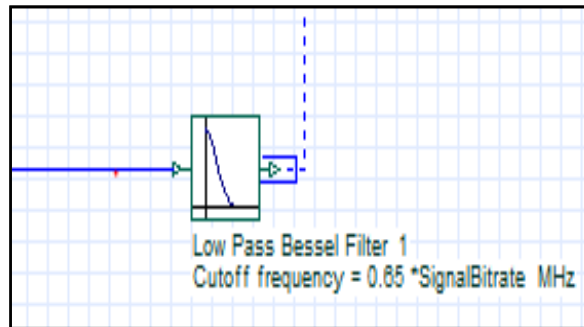 Low Pass Bessel Filter 1
Cutoff frequency = 0.65 *SignalBitrate MHz